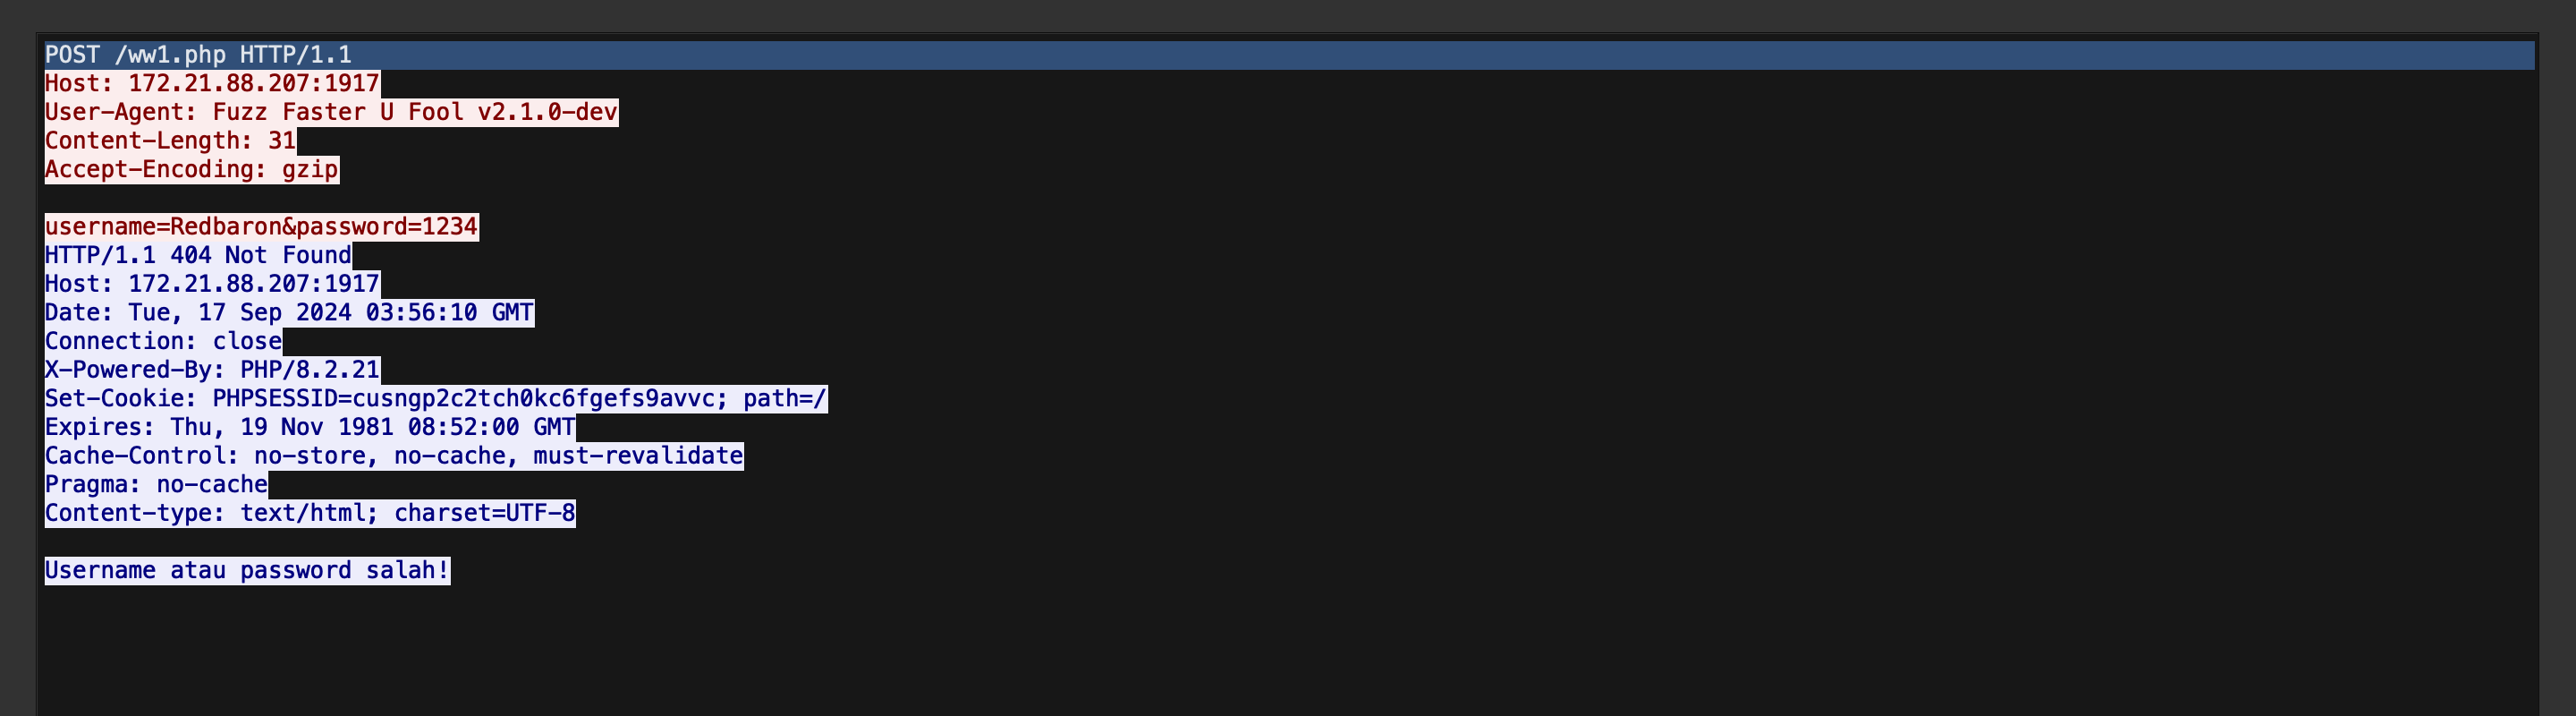 POST /ww1.php HTTP/1.1
Host: 172.21.88.207:1917
User-Agent: Fuzz Faster U Fool v2.1.0-dev
Content-Length: 31
Accept-Encoding: gzip
username=Redbaron&password=1234
HTTP/1.1 404 Not Found
Host: 172.21.88.207:1917
Date: Tue, 17 Sep 2024 03:56:10 GMT
Connection: close
X-Powered-By: PHP/8.2.21
Set-Cookie: PHPSESSID=cusngp2c2tch0kc6fgefs9avvc; path=/
Expires: Thu, 19 Nov 1981 08:52:00 GMT
Cache-Control: no-store, no-cache, must-revalidate
Pragma: no-cache
Content-type: text/html; charset=UTF-8
Username atau password salah!